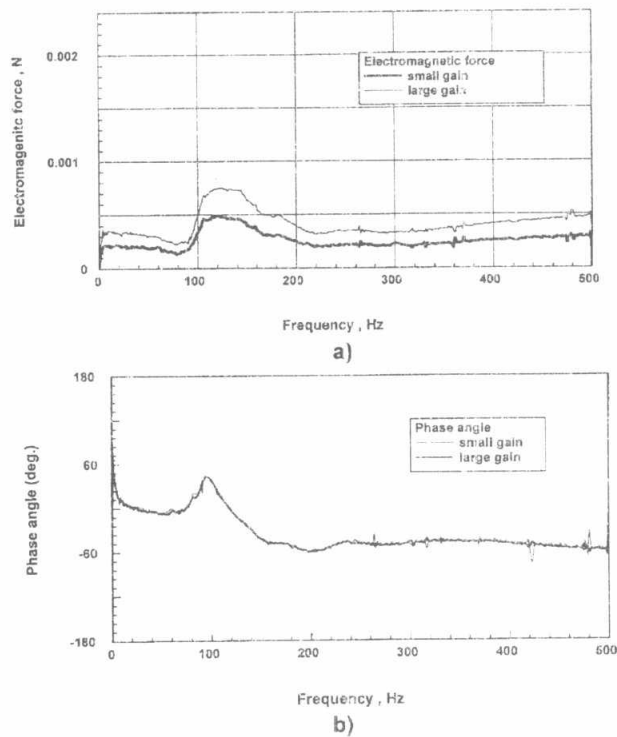 Electromagenitc force , N
0.002
0.001
0
Electromagnetic force
small gain
large gain
0 100 200 300 400 500
Frequency , Hz
a)
Phase angle (deg.)
180
60
-60
-180
Phase angle
small gain
large gain
0 100 200 300 400 500
Frequency , Hz
b)